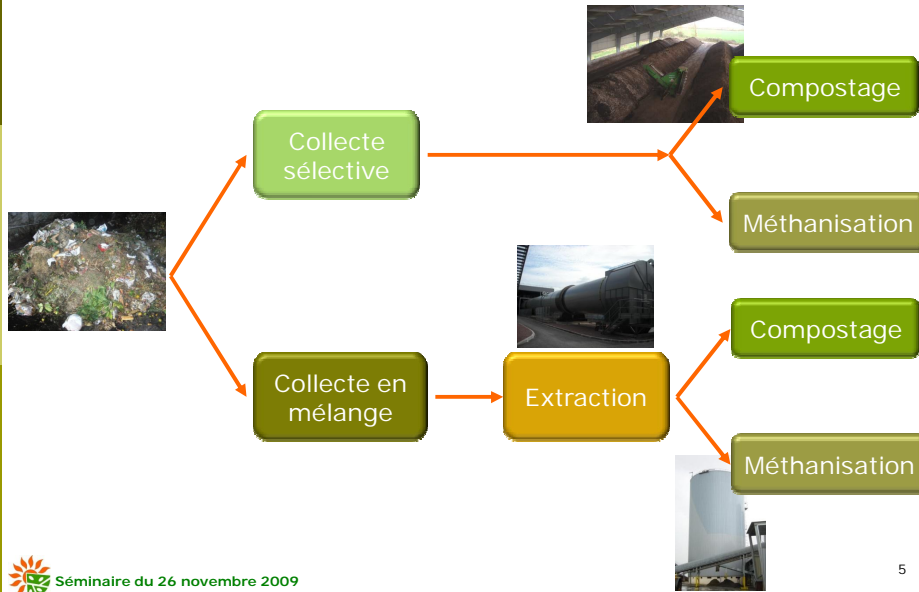 Compostage
Collecte
sélective
Méthanisation
Compostage
Collecte en
mélange
Extraction
Méthanisation
Séminaire du 26 novembre 2009
5